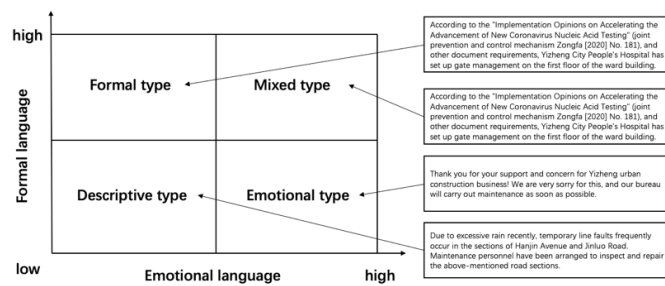 high
Formal type
Mixed type
Formal language
Descriptive type
Emotional type
low
Emotional language
high
According to the "Implementation Opinions on Accelerating the
Advancement of New Coronavirus Nucleic Acid Testing" (joint
prevention and control mechanism Zongfa [2020] No. 181), and
other document requirements, Yizheng City People's Hospital has
set up gate management on the first floor of the ward building.
According to the "Implementation Opinions on Accelerating the
Advancement of New Coronavirus Nucleic Acid Testing" (joint
prevention and control mechanism Zongfa [2020] No. 181), and
other document requirements, Yizheng City People's Hospital has
set up gate management on the first floor of the ward building.
Thank you for your support and concern for Yizheng urban
construction business! We are very sorry for this, and our bureau
will carry out maintenance as soon as possible.
Due to excessive rain recently, temporary line faults frequently
occur in the sections of Hanjin Avenue and Jinluo Road.
Maintenance personnel have been arranged to inspect and repair
the above-mentioned road sections.